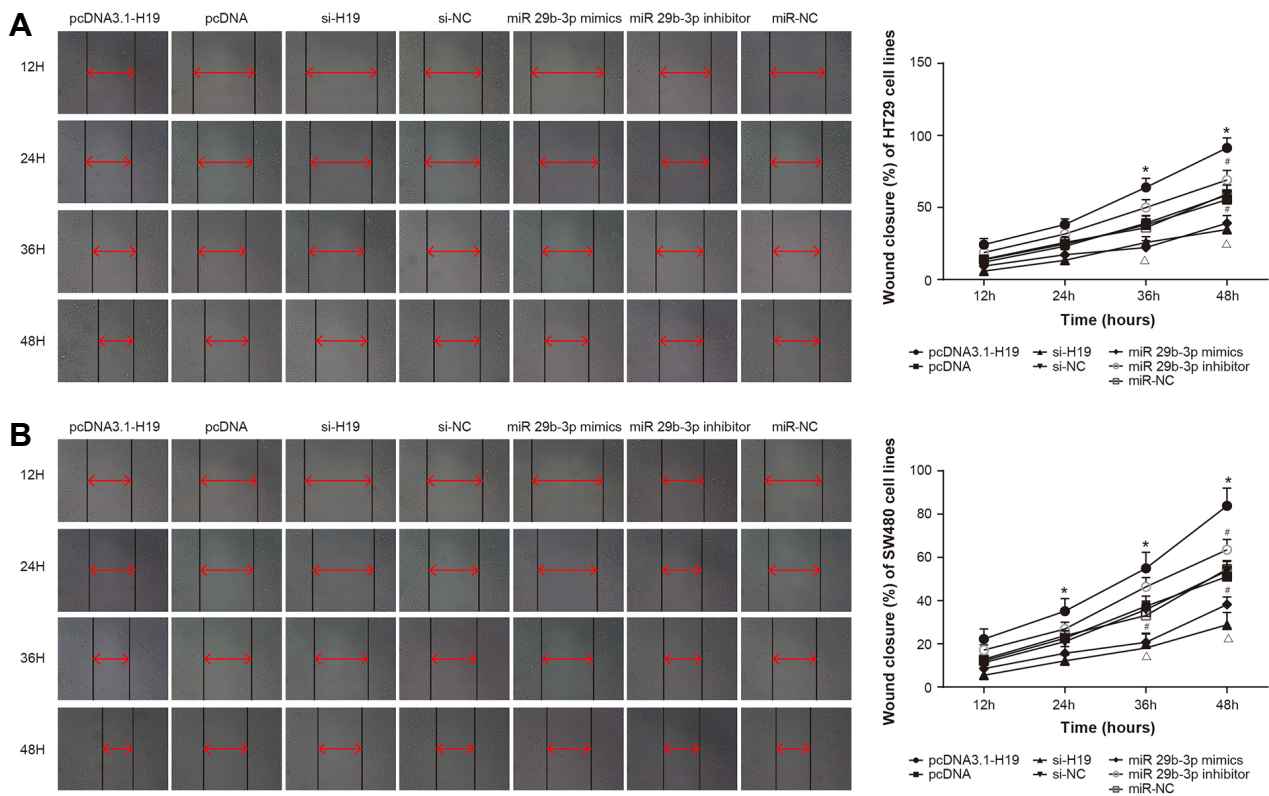 A
pcDNA3.1-H19 pcDNA si-H19 si-NC miR 29b-3p mimics miR 29b-3p inhibitor miR-NC
12H
24H
36H
48H
Wound closure (%) of HT29 cell lines
150
100
50
0
*
*
#
#
△
△
12h 24h 36h 48h
Time (hours)
pcDNA3.1-H19 si-H19 miR 29b-3p mimics
pcDNA si-NC miR 29b-3p inhibitor
miR-NC
B
pcDNA3.1-H19 pcDNA si-H19 si-NC miR 29b-3p mimics miR 29b-3p inhibitor miR-NC
12H
24H
36H
48H
Wound closure (%) of SW480 cell lines
100
80
60
40
20
0
*
*
*
#
#
#
△
△
12h 24h 36h 48h
Time (hours)
pcDNA3.1-H19 si-H19 miR 29b-3p mimics
pcDNA si-NC miR 29b-3p inhibitor
miR-NC